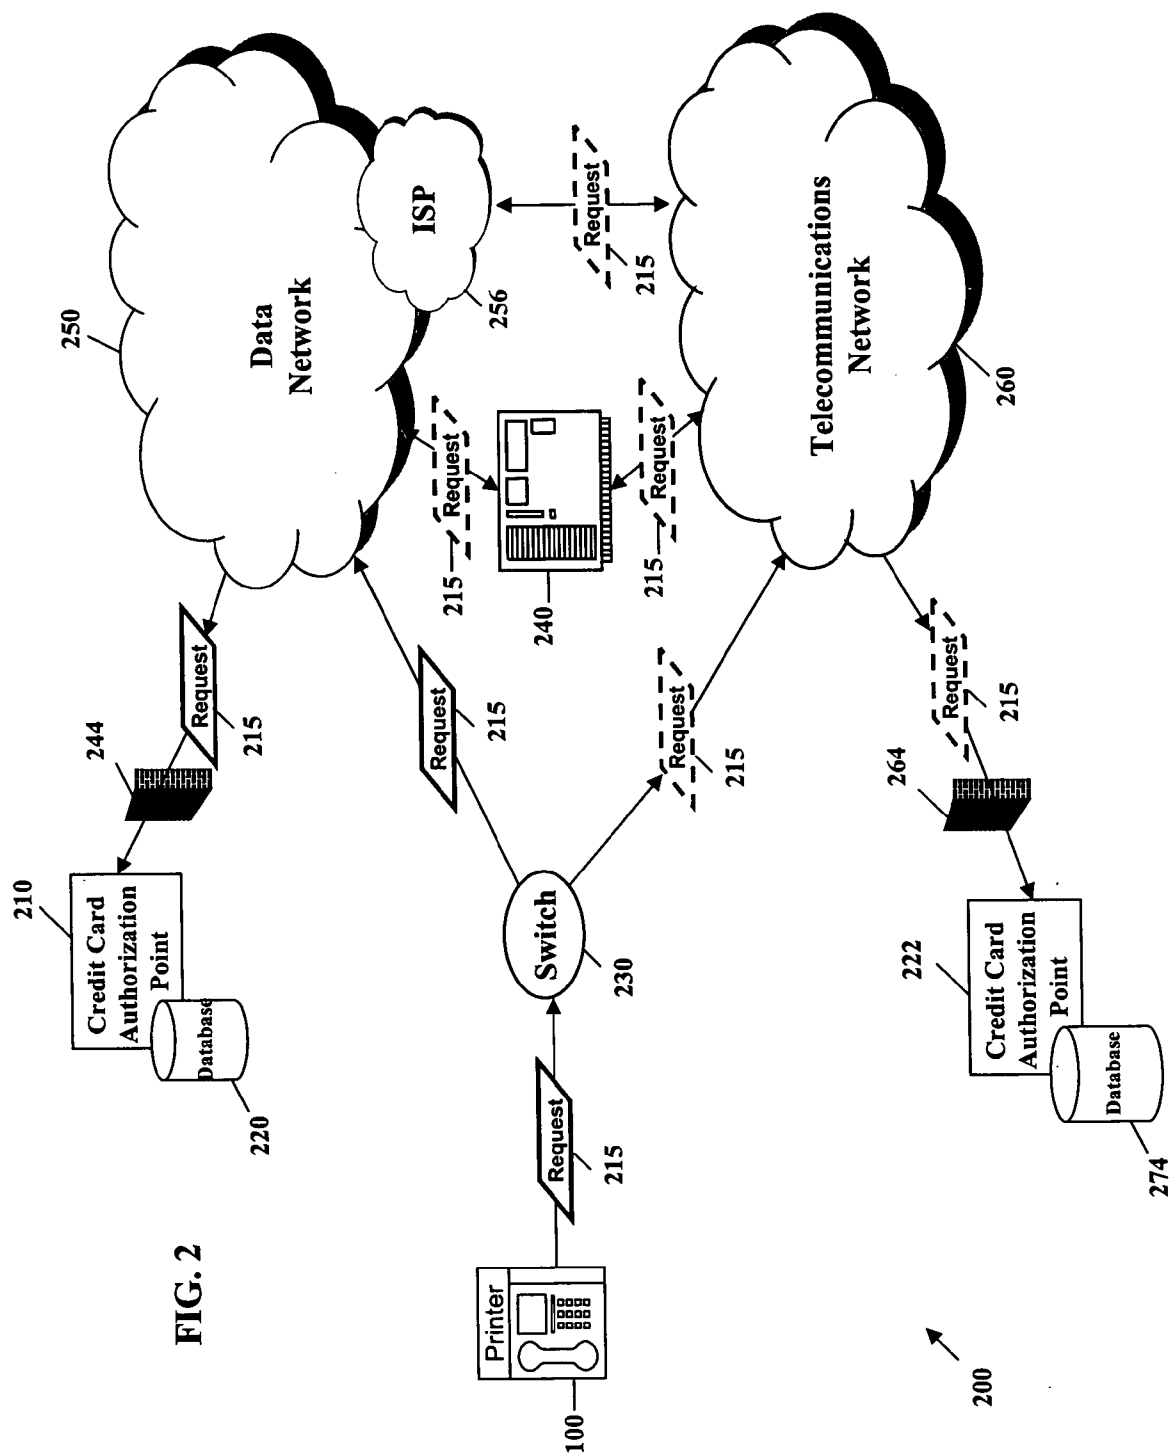 FIG. 2
200
Printer
100
Request
215
Switch
230
Request
215
Request
215
Data
Network
250
ISP
256
Request
215
Request
215
240
Request
215
Telecommunications
Network
260
Request
215
244
Credit Card
Authorization
Point
210
Database
220
Request
215
264
Credit Card
Authorization
Point
222
Database
274